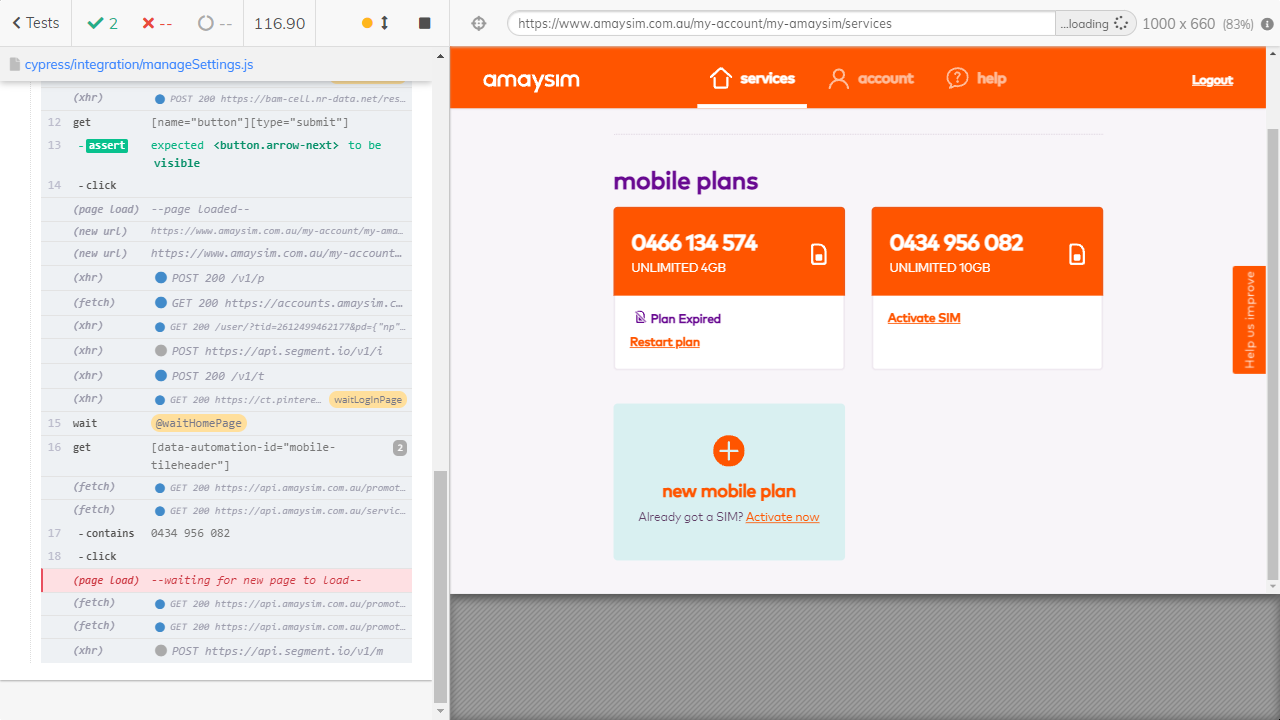 Tests
2
--
--
116.90
https://www.amaysim.com.au/my-account/my-amaysim/services
...loading
1000 x 660 (83%)
cypress/integration/manageSettings.js
(xhr) POST 200 https://bam-cell.nr-data.net/res...
12 get [name="button"][type="submit"]
13 -assert expected <button.arrow-next> to be
visible
14 -click
(page load) --page loaded--
(new url) https://www.amaysim.com.au/my-account/my-ama...
(new url) https://www.amaysim.com.au/my-account...
(xhr) POST 200 /v1/p
(fetch) GET 200 https://accounts.amaysim.c...
(xhr) GET 200 /user/?tid=2612499462177&pd={"np"...
(xhr) POST https://api.segment.io/v1/i
(xhr) POST 200 /v1/t
(xhr) GET 200 https://ct.pintere... waitLogInPage
15 wait @waitHomePage
16 get [data-automation-id="mobile-
tileheader"] 2
(fetch) GET 200 https://api.amaysim.com.au/promot...
(fetch) GET 200 https://api.amaysim.com.au/servic...
17 -contains 0434 956 082
18 -click
(page load) --waiting for new page to load--
(fetch) GET 200 https://api.amaysim.com.au/promot...
(fetch) GET 200 https://api.amaysim.com.au/promot...
(xhr) POST https://api.segment.io/v1/m
amaysim
services
account
help
Logout
mobile plans
0466 134 574
UNLIMITED 4GB
Plan Expired
Restart plan
0434 956 082
UNLIMITED 10GB
Activate SIM
new mobile plan
Already got a SIM? Activate now
Help us improve